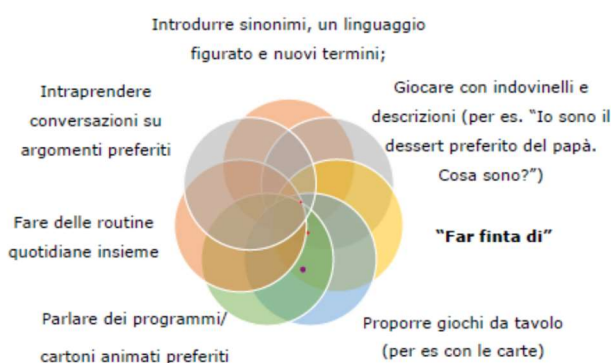 Introdurre sinonimi, un linguaggio
figurato e nuovi termini;
Giocare con indovinelli e
descrizioni (per es. “Io sono il
dessert preferito del papà.
Cosa sono?”)
“Far finta di”
Proporre giochi da tavolo
(per es con le carte)
Parlare dei programmi/
cartoni animati preferiti
Fare delle routine
quotidiane insieme
Intraprendere
conversazioni su
argomenti preferiti